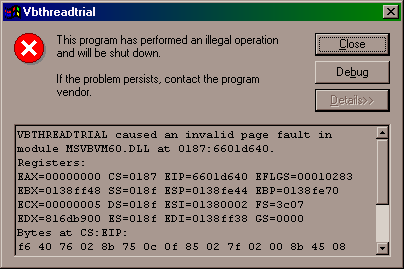 Vbthreadtrial
This program has performed an illegal operation
and will be shut down.
If the problem persists, contact the program
vendor.
Close
Debug
Details>>
VBTHREADTRIAL caused an invalid page fault in
module MSVBVM60.DLL at 0187:6601d640.
Registers:
EAX=00000000 CS=0187 EIP=6601d640 EFLGS=00010283
EBX=0138ff48 SS=018f ESP=0138fe44 EBP=0138fe70
ECX=00000005 DS=018f ESI=01380002 FS=3c07
EDX=816db900 ES=018f EDI=0138ff38 GS=0000
Bytes at CS:EIP:
f6 40 76 02 8b 75 0c 0f 85 02 7f 02 00 8b 45 08